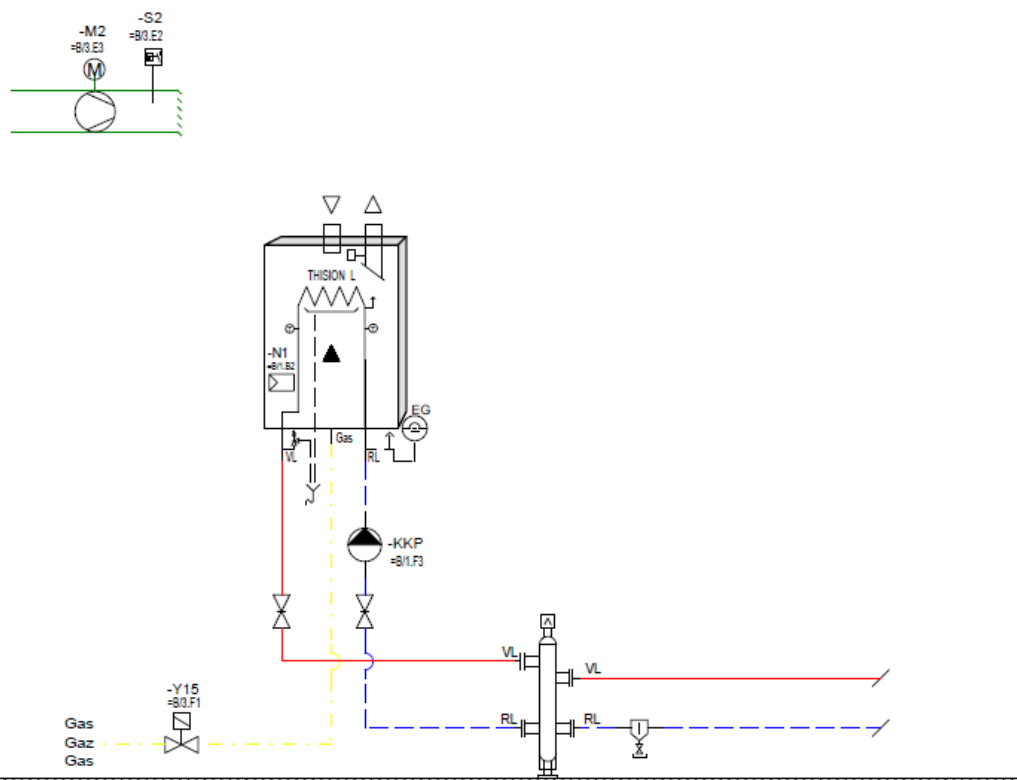 -S2
=B/3.E2
-M2
=B/3.E3
M
THISION L
T
T
-N1
=B/1.B2
EG
Gas
VL
RL
-KKP
=B/1.F3
VL
VL
-Y15
=B/3.F1
RL
RL
Gas
Gaz
Gas